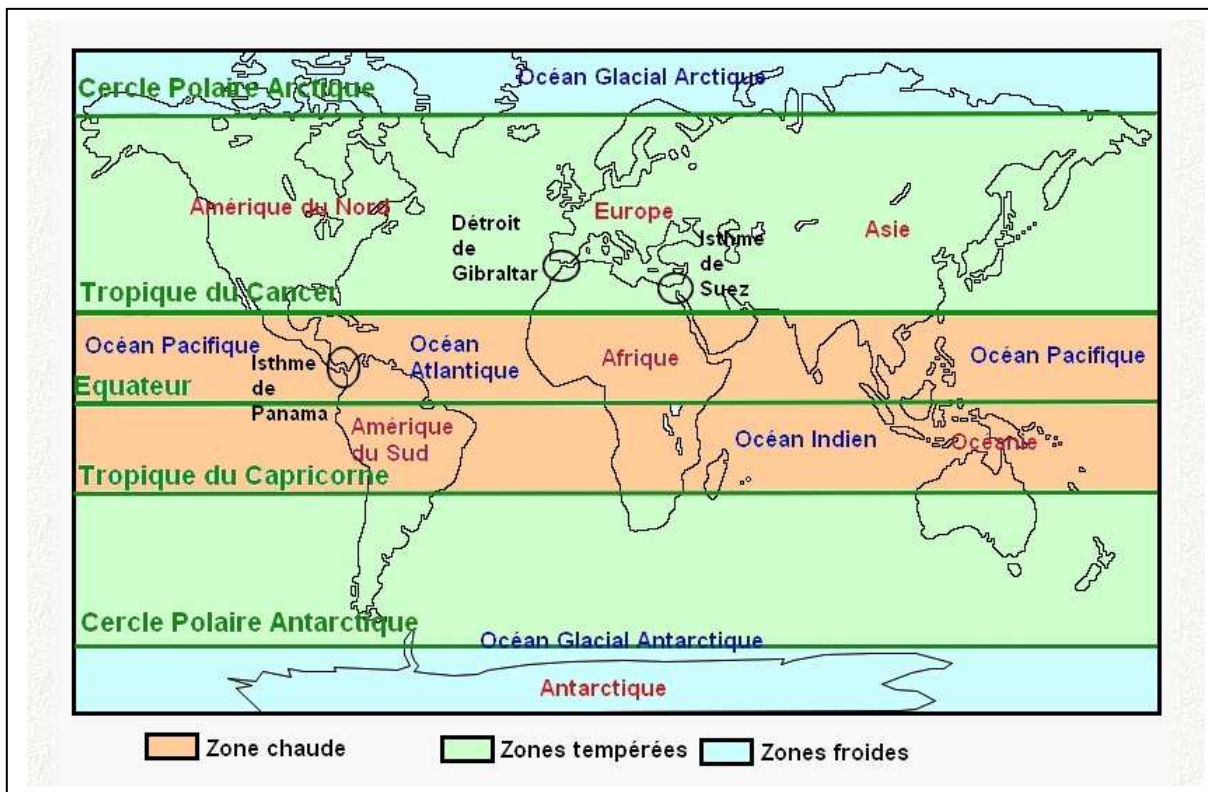 Océan Glacial Arctique
Cercle Polaire Arctique
Amérique du Nord
Europe
Détroit
de
Gibraltar
Asie
Isthme
de
Suez
Tropique du Cancer
Océan Pacifique
Océan
Atlantique
Afrique
Océan Pacifique
Isthme
de
Panama
Equateur
Amérique
du Sud
Océan Indien
Océanie
Tropique du Capricorne
Cercle Polaire Antarctique
Océan Glacial Antarctique
Antarctique
Zone chaude
Zones tempérées
Zones froides